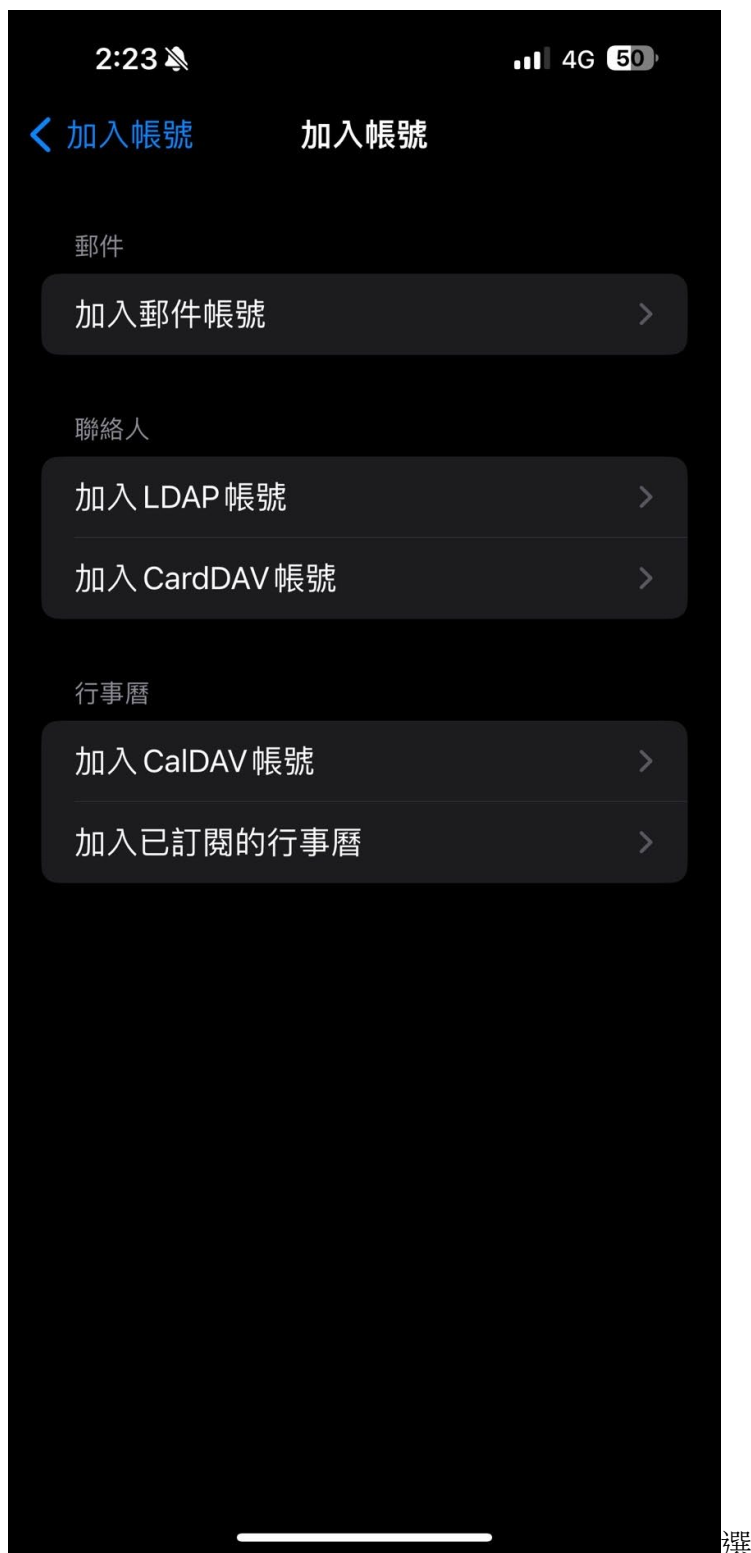 2:23 4G 50
加入帳號 加入帳號
郵件
加入郵件帳號
聯絡人
加入 LDAP 帳號
加入 CardDAV 帳號
行事曆
加入 CalDAV 帳號
加入已訂閱的行事曆
選